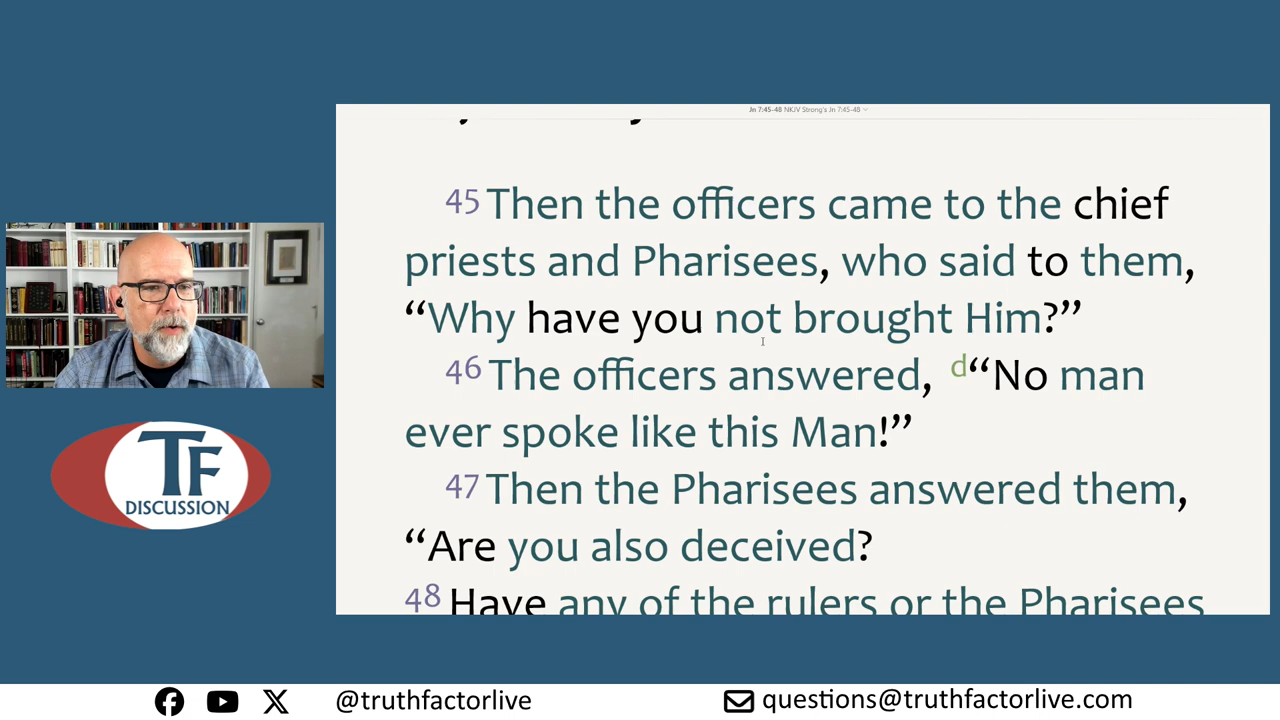 Jn 7:45-48 NKJV Strong's Jn 7:45-48
45 Then the officers came to the chief
priests and Pharisees, who said to them,
“Why have you not brought Him?”
46 The officers answered, d“No man
ever spoke like this Man!”
47 Then the Pharisees answered them,
“Are you also deceived?
48 Have any of the rulers or the Pharisees
TF
DISCUSSION
@truthfactorlive
questions@truthfactorlive.com